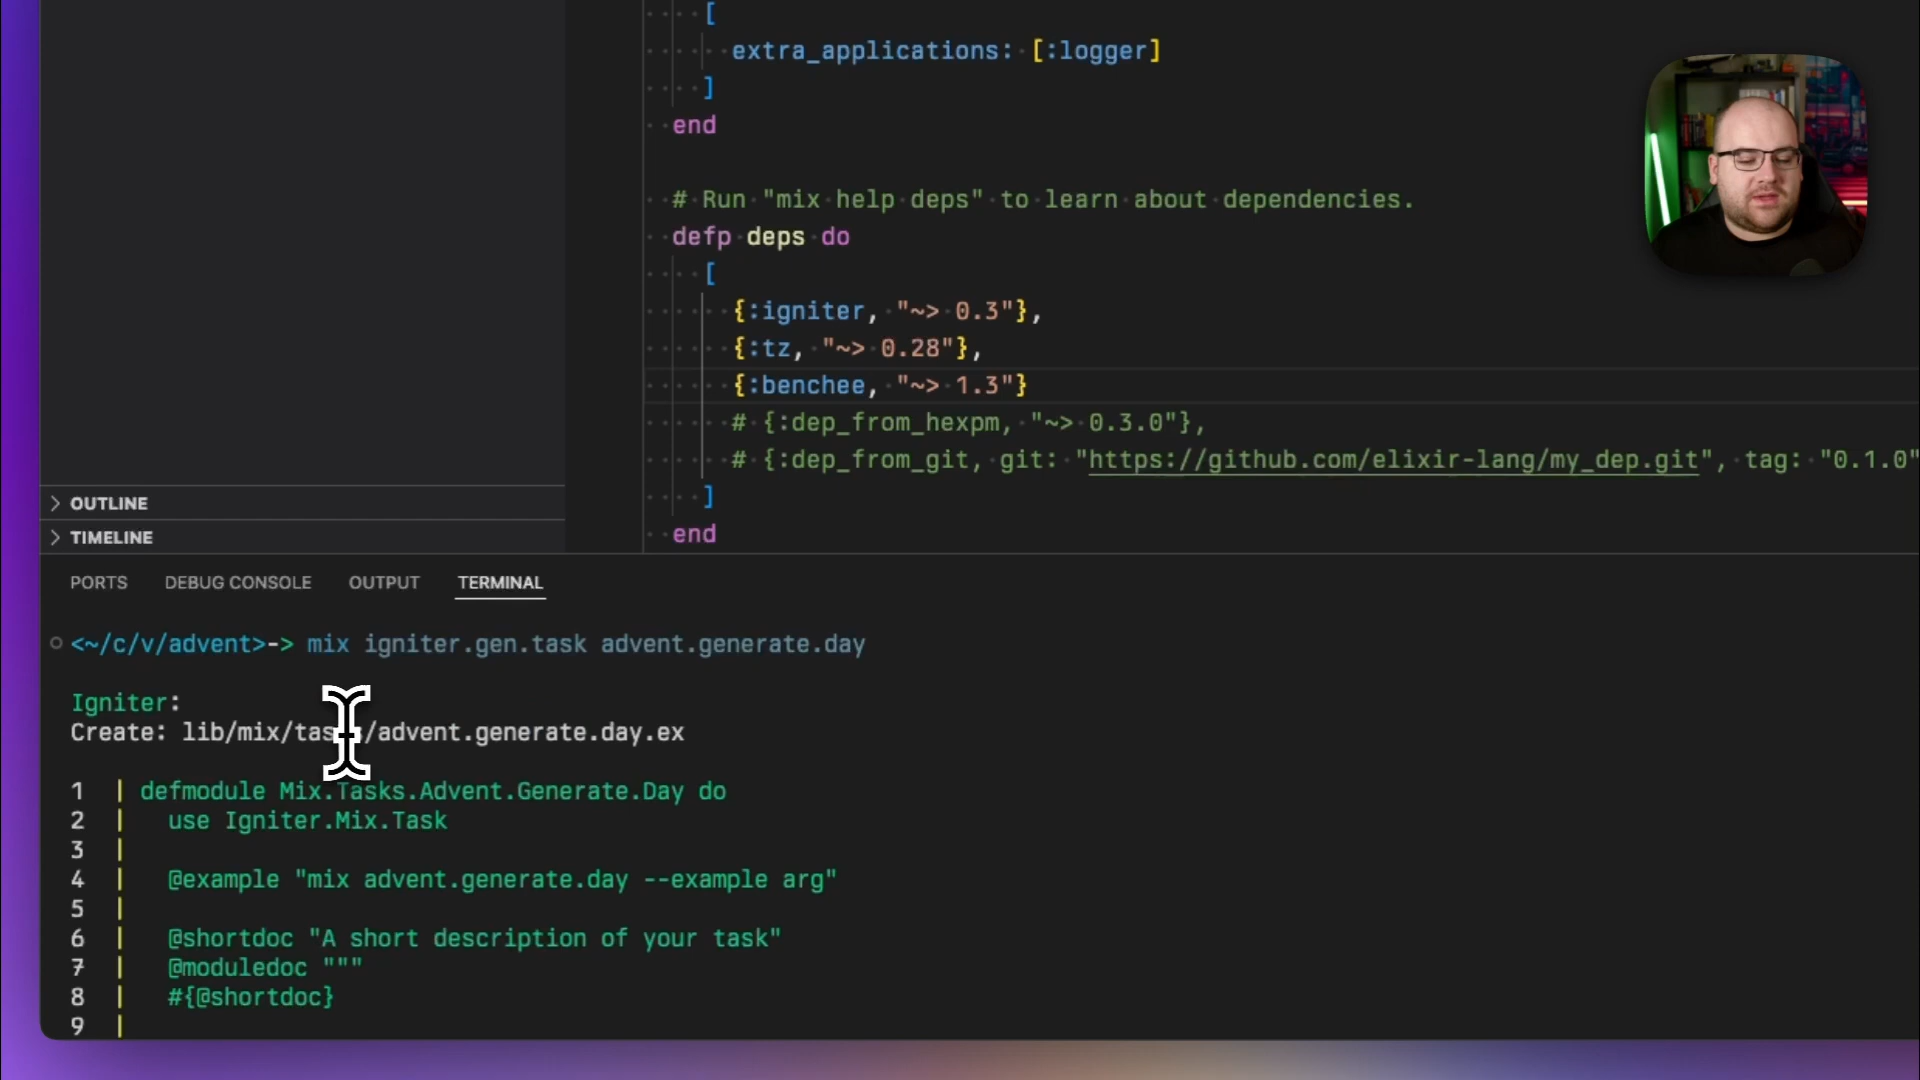 [
extra_applications: [:logger]
]
end
# Run "mix help deps" to learn about dependencies.
defp deps do
[
{:igniter, "~> 0.3"},
{:tz, "~> 0.28"},
{:benchee, "~> 1.3"}
# {:dep_from_hexpm, "~> 0.3.0"},
# {:dep_from_git, git: "https://github.com/elixir-lang/my_dep.git", tag: "0.1.0"
]
end
OUTLINE
TIMELINE
PORTS DEBUG CONSOLE OUTPUT TERMINAL
<~/c/v/advent>-> mix igniter.gen.task advent.generate.day
Igniter:
Create: lib/mix/tasks/advent.generate.day.ex
1 | defmodule Mix.Tasks.Advent.Generate.Day do
2 | use Igniter.Mix.Task
3 |
4 | @example "mix advent.generate.day --example arg"
5 |
6 | @shortdoc "A short description of your task"
7 | @moduledoc """
8 | #{@shortdoc}
9 |